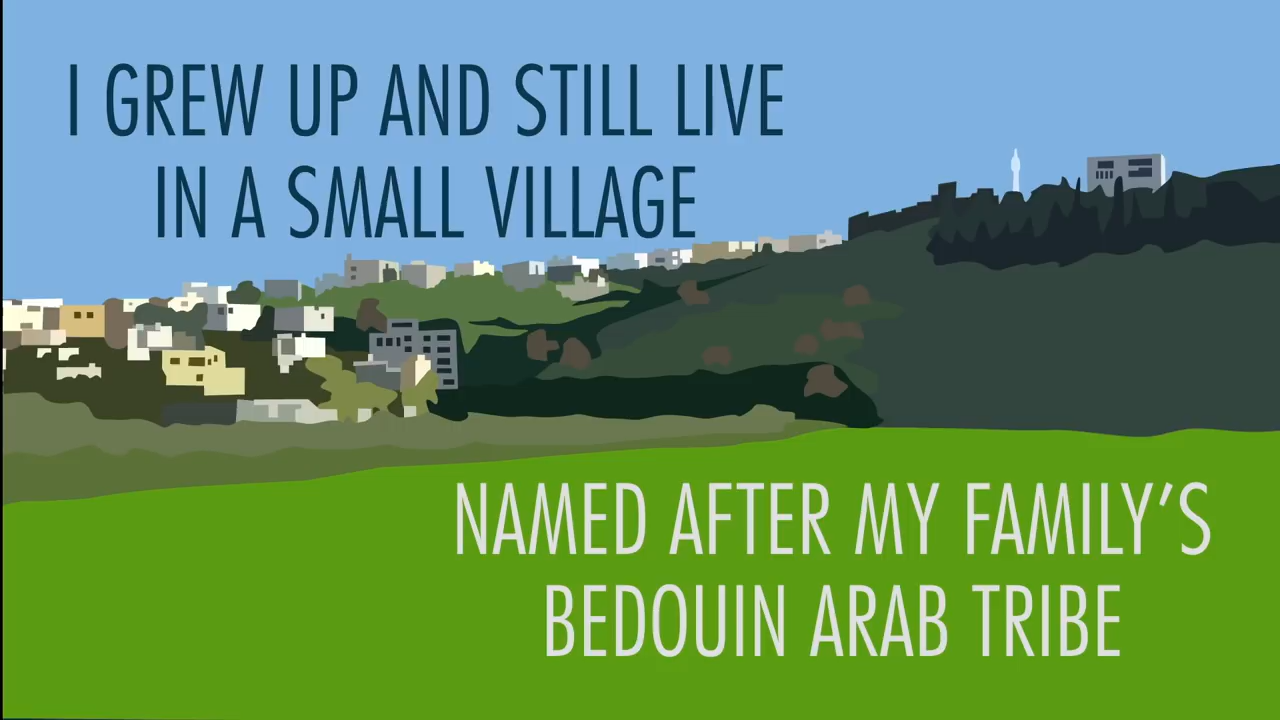 I GREW UP AND STILL LIVE
IN A SMALL VILLAGE
NAMED AFTER MY FAMILY’S
BEDOUIN ARAB TRIBE